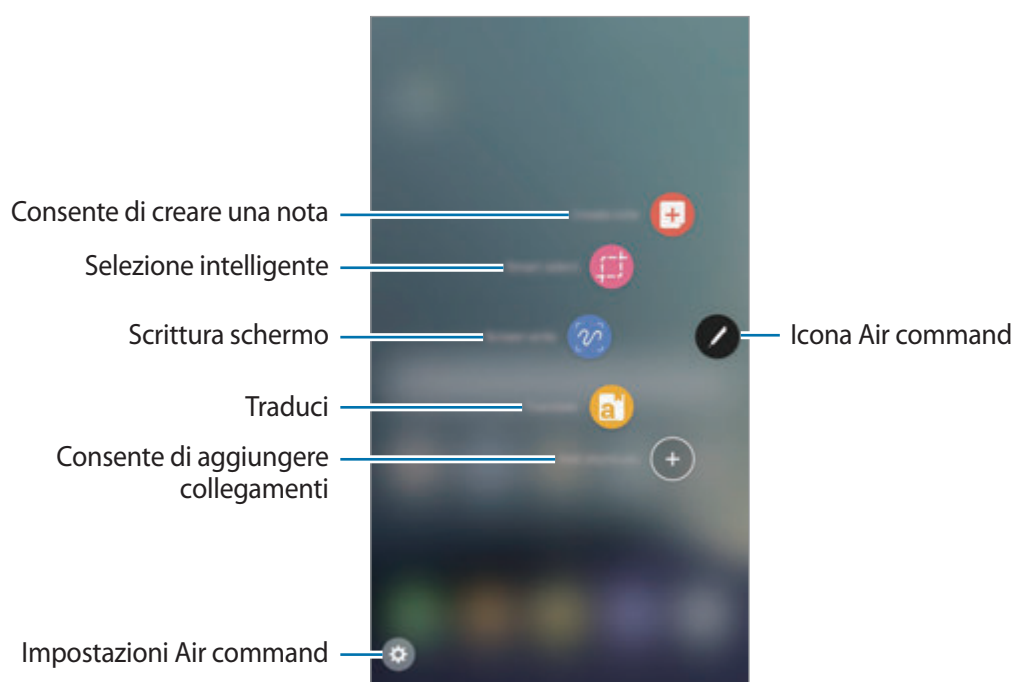 Consente di creare una nota
Selezione intelligente
Scrittura schermo
Icona Air command
Traduci
Consente di aggiungere
collegamenti
Impostazioni Air command